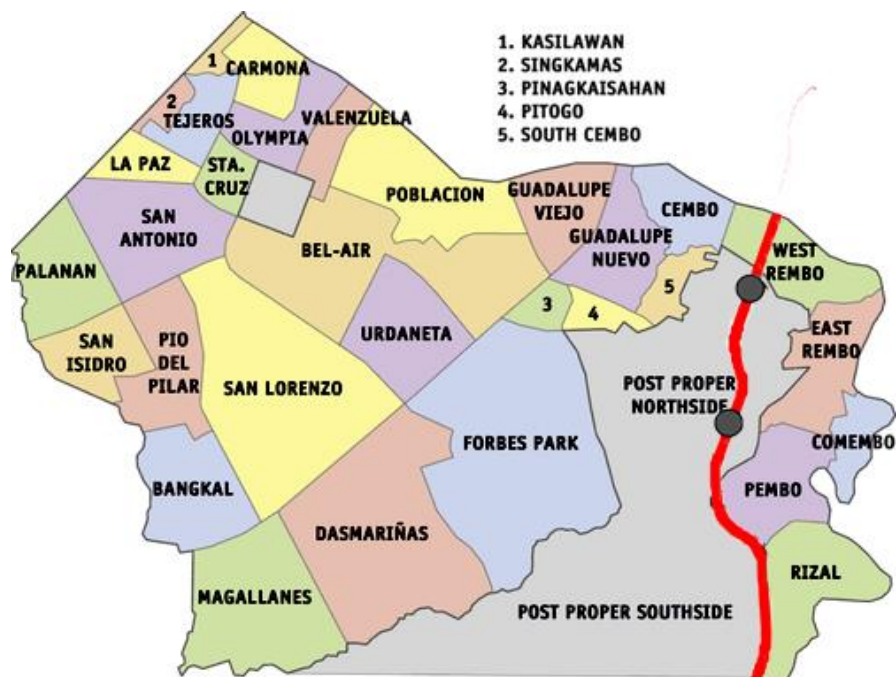 1. KASILAWAN
2. SINGKAMAS
3. PINAGKAISAHAN
4. PITOGO
5. SOUTH CEMBO
1
CARMONA
2
TEJEROS
VALENZUELA
OLYMPIA
LA PAZ
STA.
CRUZ
POBLACION
GUADALUPE
VIEJO
CEMBO
SAN
ANTONIO
GUADALUPE
NUEVO
BEL-AIR
WEST
REMBO
PALANAN
5
3
4
URDANETA
EAST
REMBO
SAN
ISIDRO
PIO
DEL
PILAR
SAN LORENZO
POST PROPER
NORTHSIDE
FORBES PARK
COMEMBO
BANGKAL
PEMBO
DASMARIÑAS
RIZAL
MAGALLANES
POST PROPER SOUTHSIDE